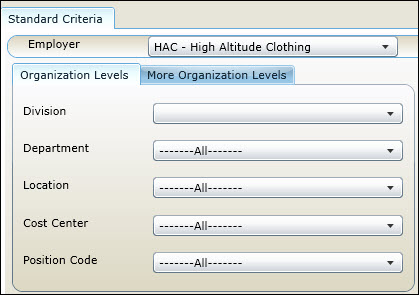 Standard Criteria
Employer HAC - High Altitude Clothing
Organization Levels More Organization Levels
Division
Department -------All-------
Location -------All-------
Cost Center -------All-------
Position Code -------All-------